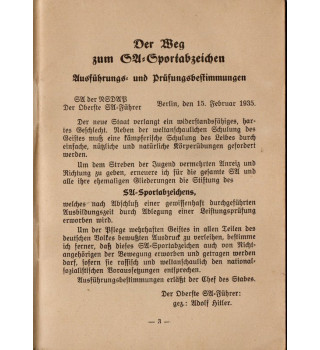 Der Weg
zum SA-Sportabzeichen
Ausführungs- und Prüfungsbestimmungen
SA der NSDAP
Der Oberste SA-Führer
Berlin, den 15. Februar 1935.
Der neue Staat verlangt ein widerstandsfähiges, har-
tes Geschlecht. Neben der weltanschaulichen Schulung des
Geistes muß eine kämpferische Schulung des Leibes durch
einfache, nützliche und natürliche Körperübungen gefordert
werden.
Um dem Streben der Jugend vermehrten Anreiz und
Richtung zu geben, erneuere ich für die gesamte SA und
alle ihre ehemaligen Gliederungen die Stiftung des
SA-Sportabzeichens,
welches nach Abschluß einer gewissenhaft durchgeführten
Ausbildungszeit durch Ablegung einer Leistungsprüfung
erworben wird.
Um der Pflege wehrhaften Geistes in allen Teilen des
deutschen Volkes bewußten Ausdruck zu verleihen, bestimme
ich ferner, daß dieses SA-Sportabzeichen auch von Nicht-
angehörigen der Bewegung erworben und getragen werden
darf, sofern sie rassisch und weltanschaulich den national-
sozialistischen Voraussetzungen entsprechen.
Ausführungsbestimmungen erläßt der Chef des Stabes.
Der Oberste SA-Führer:
gez.: Adolf Hitler.
— 3 —